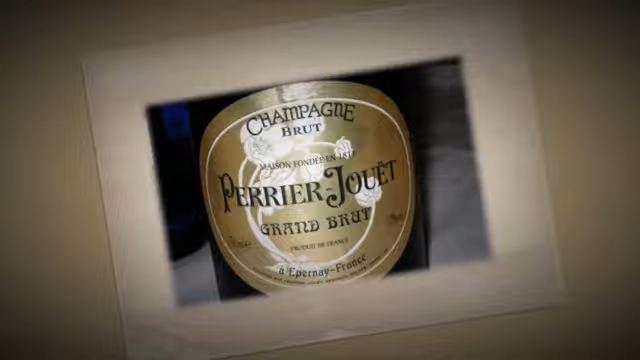 CHAMPAGNE
BRUT
MAISON FONDÉE EN 1811
PERRIER-JOUËT
GRAND BRUT
PRODUIT DE FRANCE
à Epernay-France